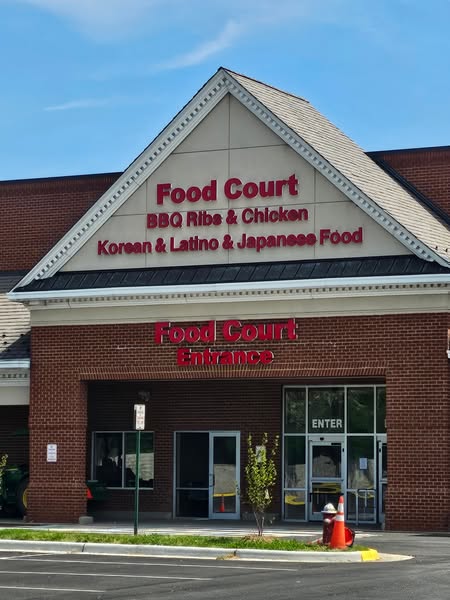 Food Court
BBQ Ribs & Chicken
Korean & Latino & Japanese Food
Food Court
Entrance
ENTER